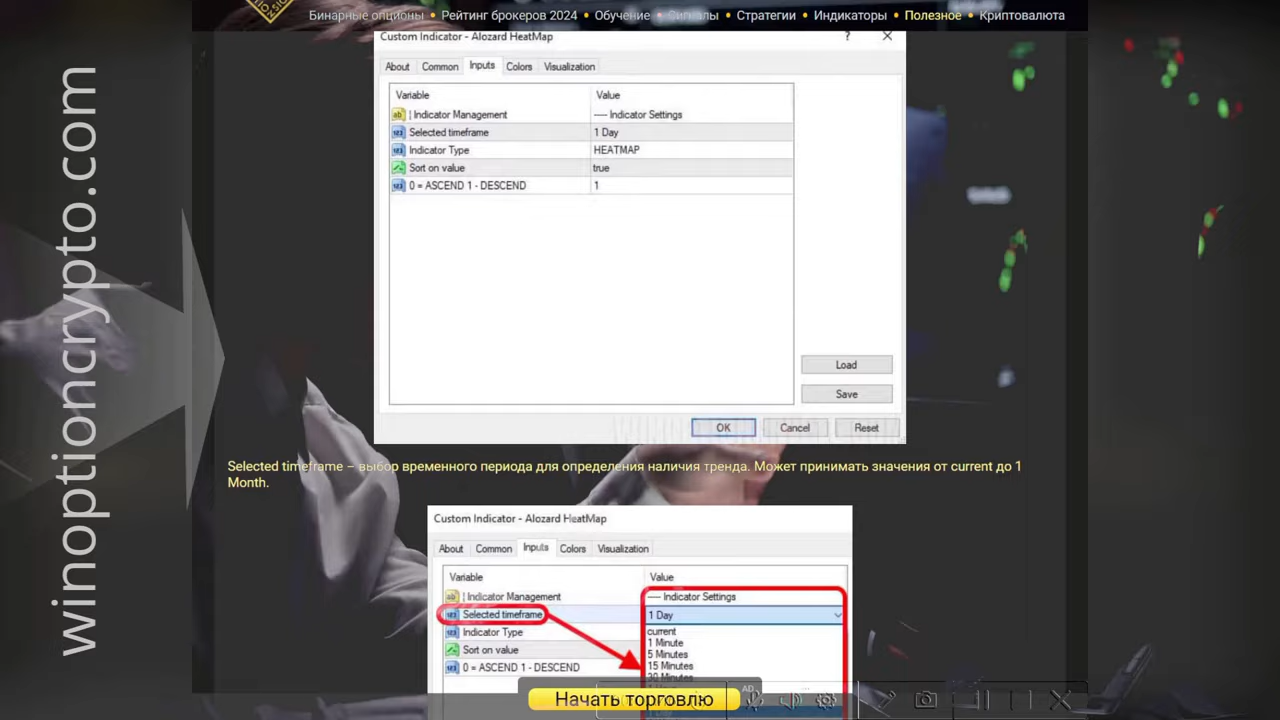 Бинарные опционы • Рейтинг брокеров 2024 • Обучение • Сигналы • Стратегии • Индикаторы • Полезное • Криптовалюта
winoptioncrypto.com
Custom Indicator - Alozard HeatMap
About Common Inputs Colors Visualization
Variable Value
¦ Indicator Management ---- Indicator Settings
Selected timeframe 1 Day
Indicator Type HEATMAP
Sort on value true
0 = ASCEND 1 - DESCEND 1
Load
Save
OK Cancel Reset
Selected timeframe – выбор временного периода для определения наличия тренда. Может принимать значения от current до 1
Month.
Custom Indicator - Alozard HeatMap
About Common Inputs Colors Visualization
Variable Value
¦ Indicator Management ---- Indicator Settings
Selected timeframe 1 Day
Indicator Type current
1 Minute
Sort on value 5 Minutes
0 = ASCEND 1 - DESCEND 15 Minutes
30 Minutes
Начать торговлю
AD
1 Day